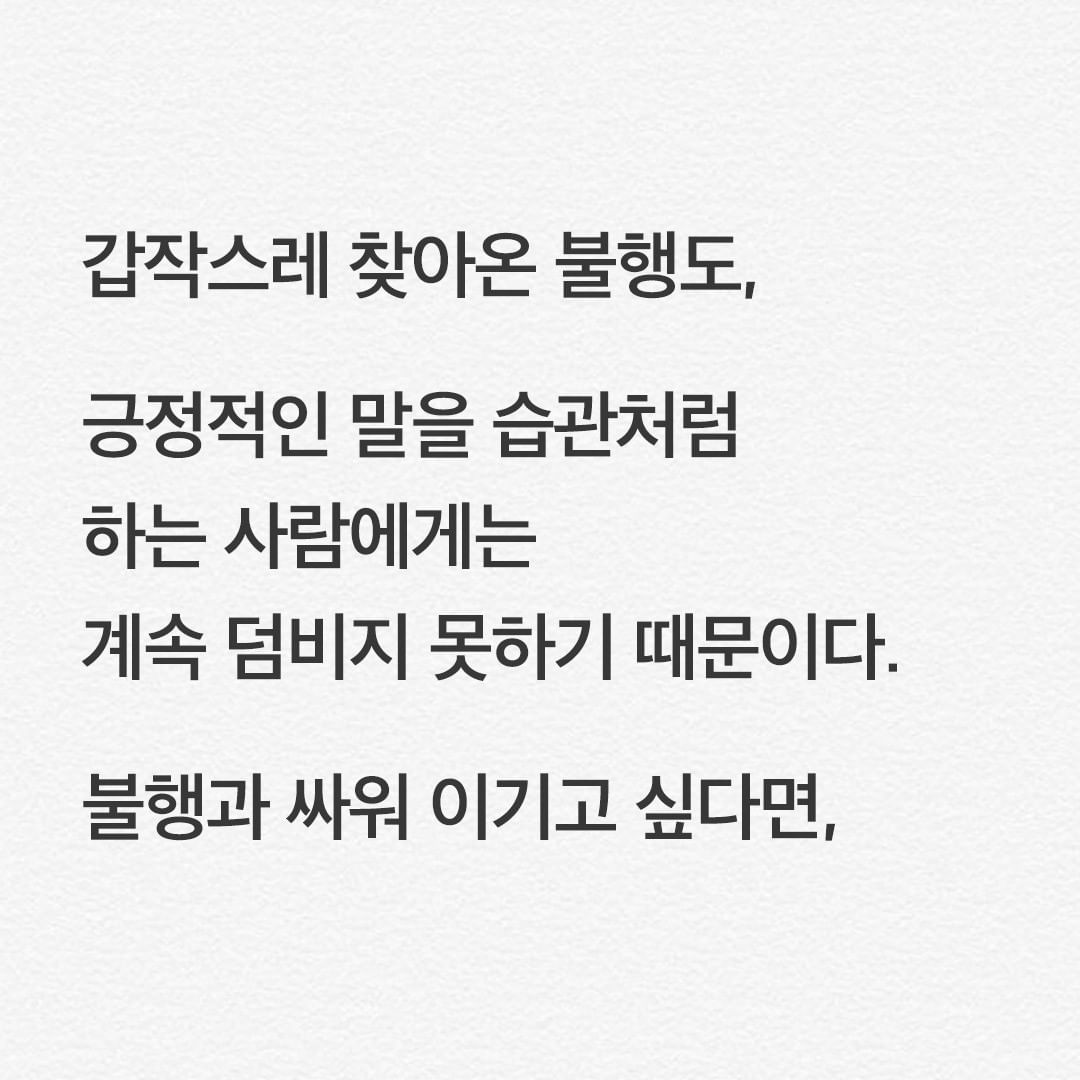 갑작스레 찾아온 불행도,
긍정적인 말을 습관처럼
하는 사람에게는
계속 덤비지 못하기 때문이다.
불행과 싸워 이기고 싶다면,